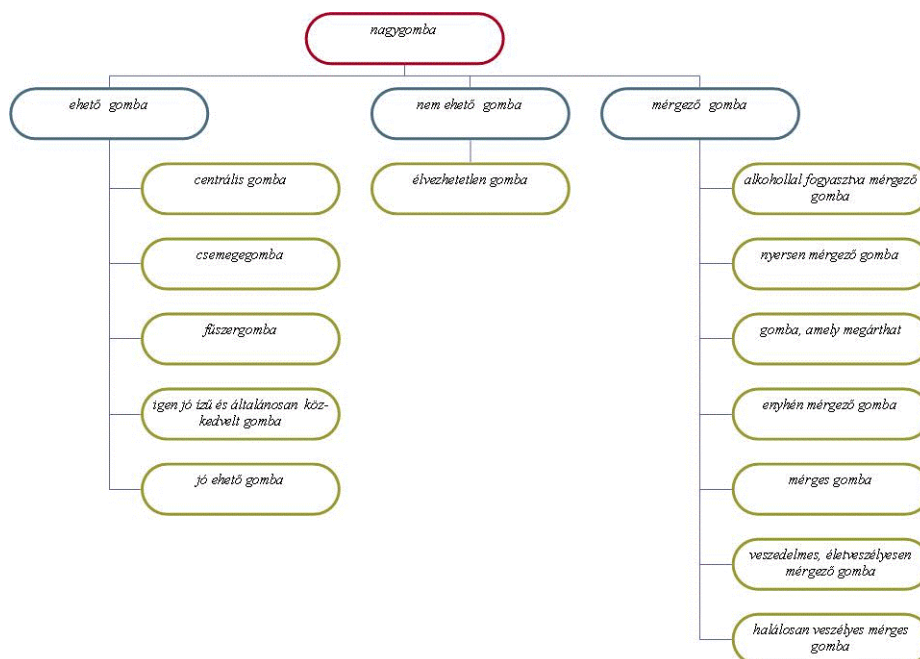 nagygomba
ehető gomba
nem ehető gomba
mérgező gomba
centrális gomba
csemegegomba
fűszergomba
igen jó ízű és általánosan köz-
kedvelt gomba
jó ehető gomba
élvezhetetlen gomba
alkohollal fogyasztva mérgező
gomba
nyersen mérgező gomba
gomba, amely megárthat
enyhén mérgező gomba
mérges gomba
veszedelmes, életveszélyesen
mérgező gomba
halálosan veszélyes mérges
gomba